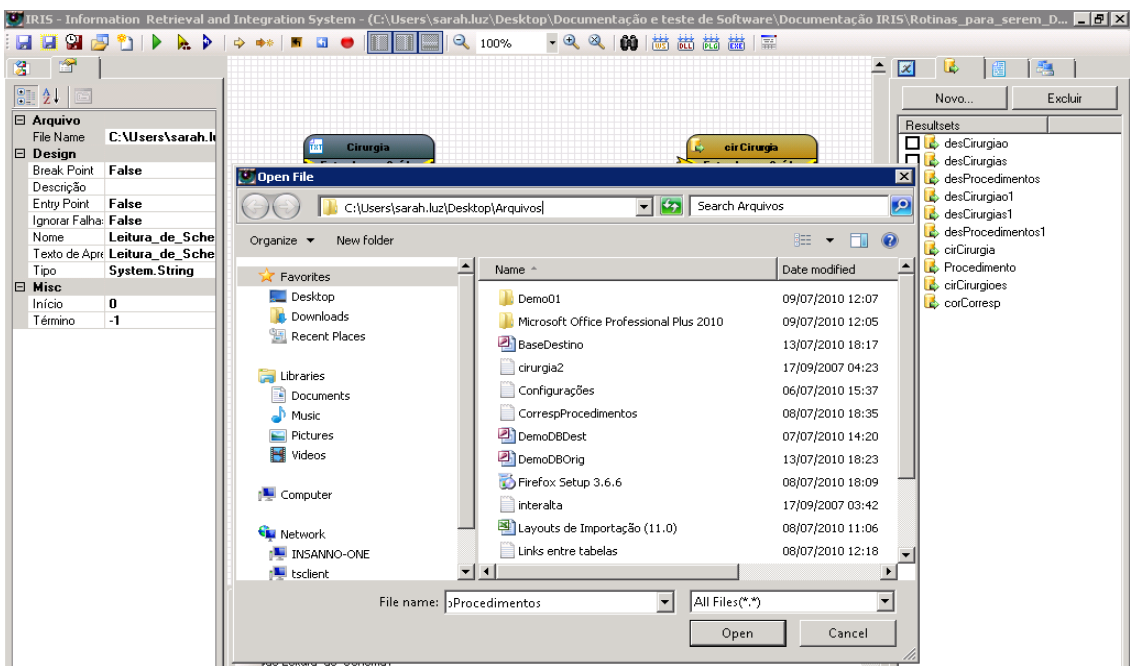 IRIS - Information Retrieval and Integration System - (C:\Users\sarah.luz\Desktop\Documentação e teste de Software\Documentação IRIS\Rotinas_para_serem_D...
100%
WS DLL PLG EXE
Novo... Excluir
Arquivo
File Name C:\Users\sarah.lu
Design
Break Point False
Descrição
Entry Point False
Ignorar Falha: False
Nome Leitura_de_Sche
Texto de Apre Leitura_de_Sche
Tipo System.String
Misc
Início 0
Término -1
TXT Cirurgia
cirCirurgia
Resultsets
desCirurgiao
desCirurgias
desProcedimentos
desCirurgiao1
desCirurgias1
desProcedimentos1
cirCirurgia
Procedimento
cirCirurgioes
corCorresp
Open File
C:\Users\sarah.luz\Desktop\Arquivos
Search Arquivos
Organize New folder
Favorites
Desktop
Downloads
Recent Places
Libraries
Documents
Music
Pictures
Videos
Computer
Network
INSANNO-ONE
tsclient
Name Date modified
Demo01 09/07/2010 12:07
Microsoft Office Professional Plus 2010 09/07/2010 12:05
BaseDestino 13/07/2010 18:17
cirurgia2 17/09/2007 04:23
Configurações 06/07/2010 15:37
CorrespProcedimentos 08/07/2010 18:35
DemoDBDest 07/07/2010 14:20
DemoDBOrig 13/07/2010 18:23
Firefox Setup 3.6.6 08/07/2010 18:09
interalta 17/09/2007 03:42
Layouts de Importação (11.0) 08/07/2010 11:06
Links entre tabelas 08/07/2010 12:18
File name: pProcedimentos All Files(*.*)
Open Cancel